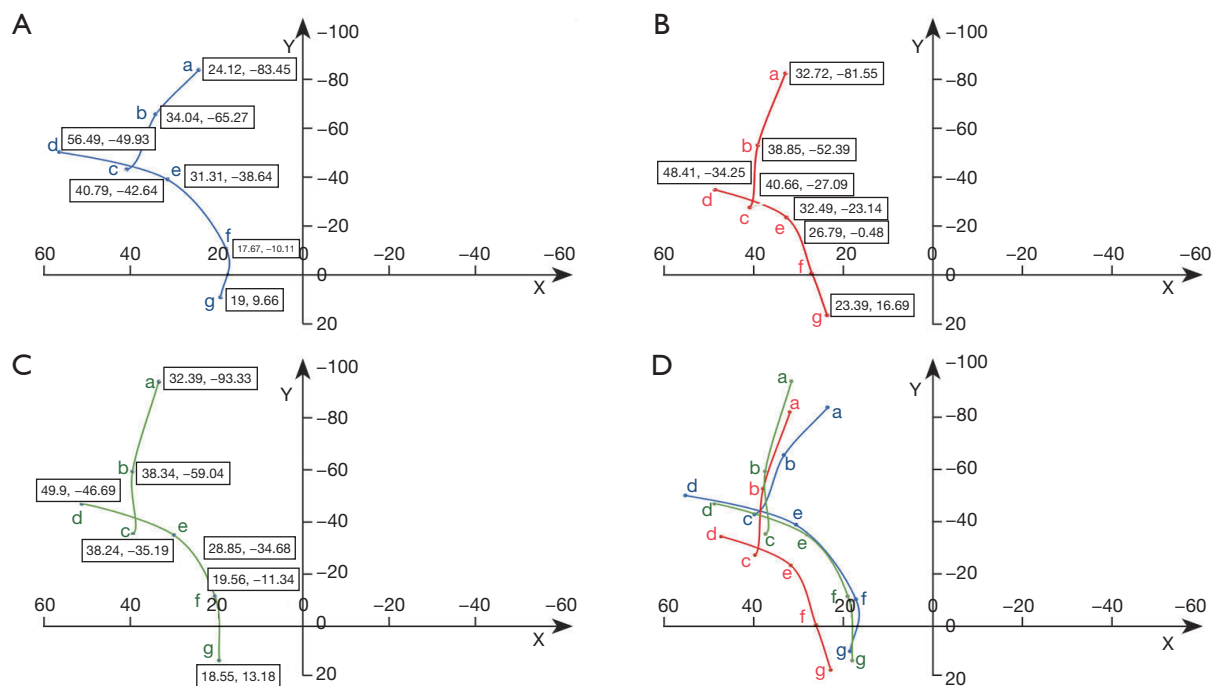 A
Y
−100
a
24.12, −83.45
−80
b
34.04, −65.27
−60
d
56.49, −49.93
c
e
31.31, −38.64
−40
40.79, −42.64
−20
f
17.67, −10.11
60
40
20
0
−20
−40
−60
0
X
g
19, 9.66
20
B
Y
−100
a
32.72, −81.55
−80
−60
b
38.85, −52.39
48.41, −34.25
40.66, −27.09
−40
d
c
32.49, −23.14
e
−20
26.79, −0.48
60
40
20
0
−20
−40
−60
f
0
X
g
23.39, 16.69
20
C
Y
−100
a
32.39, −93.33
−80
b
38.34, −59.04
−60
49.9, −46.69
d
e
−40
c
38.24, −35.19
28.85, −34.68
−20
19.56, −11.34
f
60
40
20
0
−20
−40
−60
0
X
g
18.55, 13.18
20
D
Y
−100
a
a
a
−80
b
b
−60
b
d
d
c
e
−40
d
c
e
c
e
−20
f
f
60
40
20
0
−20
−40
−60
f
0
X
g
g
g
20